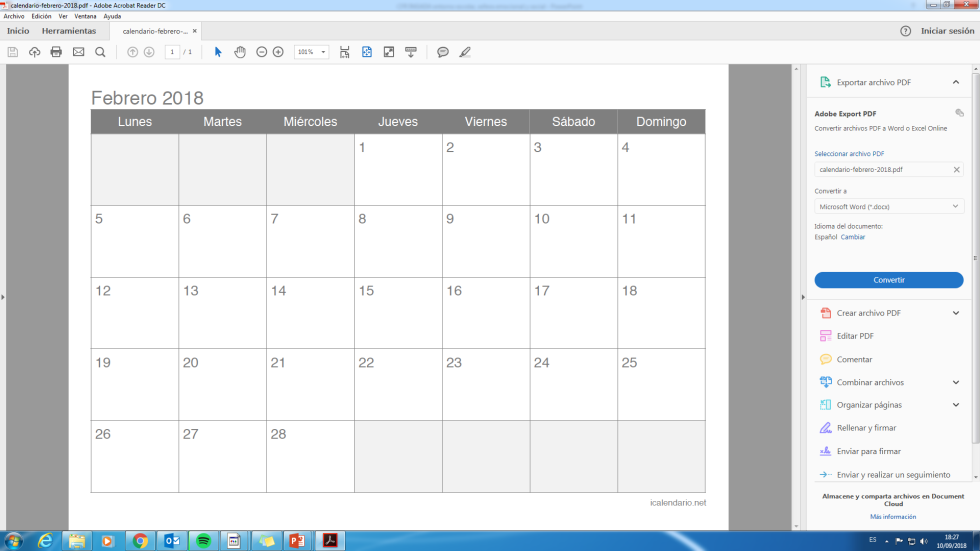 calendario-febrero-2018.pdf - Adobe Acrobat Reader DC
Archivo Edición Ver Ventana Ayuda
Inicio Herramientas calendario-febrero-... × Iniciar sesión
1 / 1 101%
Febrero 2018
Lunes Martes Miércoles Jueves Viernes Sábado Domingo
1 2 3 4
5 6 7 8 9 10 11
12 13 14 15 16 17 18
19 20 21 22 23 24 25
26 27 28
icalendario.net
Exportar archivo PDF
Adobe Export PDF
Convertir archivos PDF a Word o Excel Online
Seleccionar archivo PDF
calendario-febrero-2018.pdf
Convertir a
Microsoft Word (*.docx)
Idioma del documento:
Español Cambiar
Convertir
Crear archivo PDF
Editar PDF
Comentar
Combinar archivos
Organizar páginas
Rellenar y firmar
Enviar para firmar
Enviar y realizar un seguimiento
Almacene y comparta archivos en Document
Cloud
Más información
ES 18:27
10/09/2018